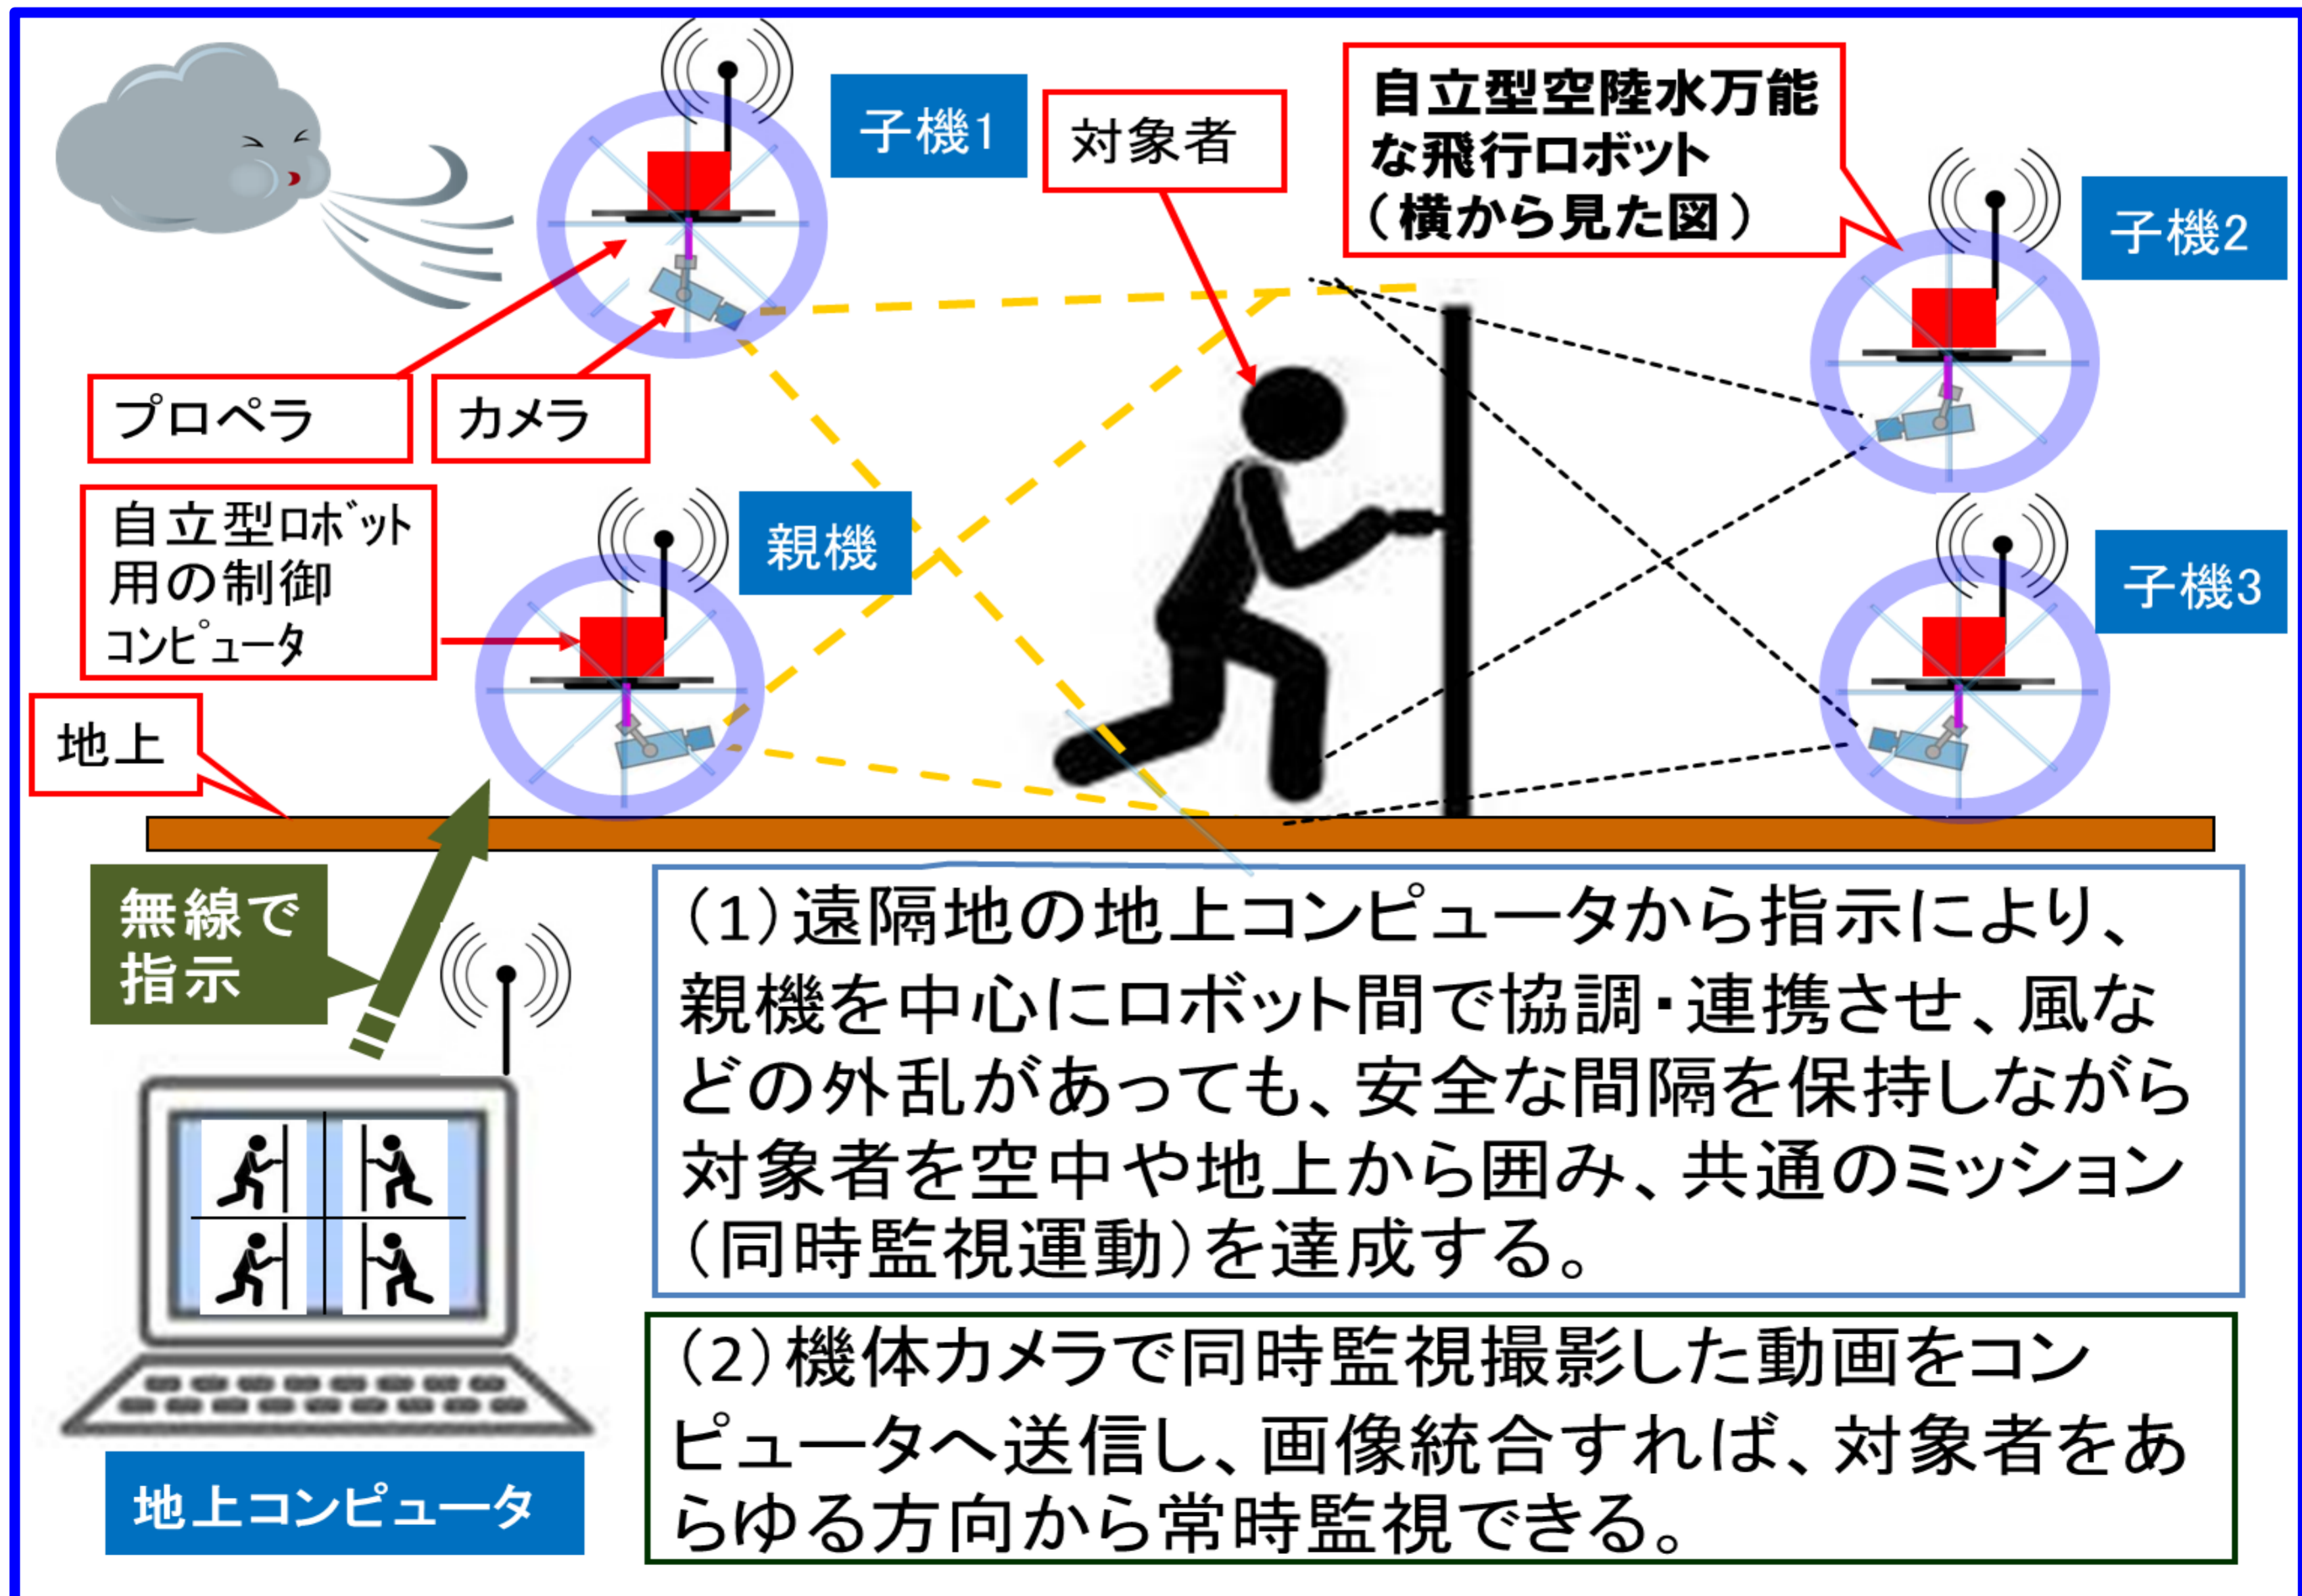 子機1
対象者
自立型空陸水万能
な飛行ロボット
（横から見た図）
子機2
プロペラ
カメラ
自立型ﾛﾎﾞｯﾄ
用の制御
ｺﾝﾋﾟｭｰﾀ
親機
子機3
地上
無線で
指示
（1）遠隔地の地上コンピュータから指示により、
親機を中心にロボット間で協調・連携させ、風な
どの外乱があっても、安全な間隔を保持しながら
対象者を空中や地上から囲み、共通のミッション
（同時監視運動）を達成する。
（2）機体カメラで同時監視撮影した動画をコン
ピュータへ送信し、画像統合すれば、対象者をあ
らゆる方向から常時監視できる。
地上コンピュータ